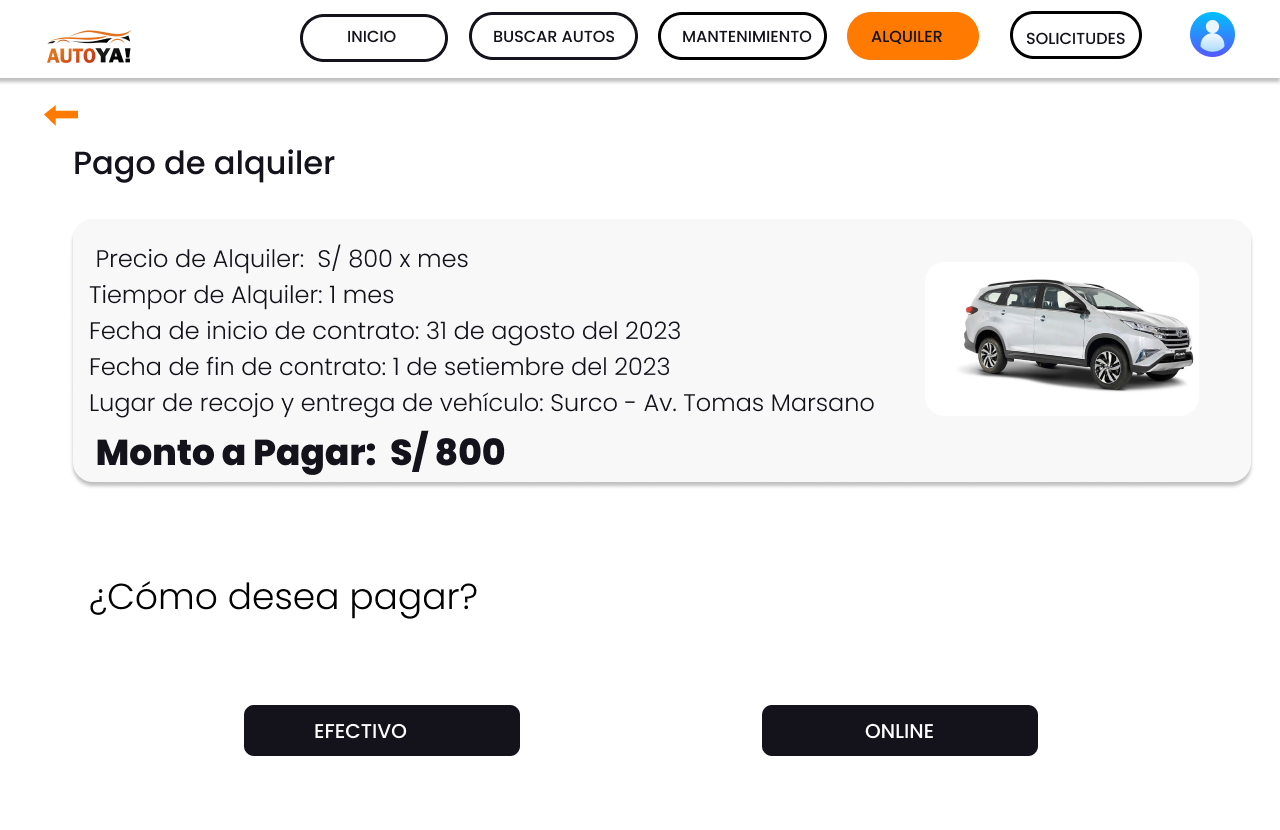 AUTOYA!
INICIO
BUSCAR AUTOS
MANTENIMIENTO
ALQUILER
SOLICITUDES
Pago de alquiler
Precio de Alquiler:  S/ 800 x mes
Tiempor de Alquiler: 1 mes
Fecha de inicio de contrato: 31 de agosto del 2023
Fecha de fin de contrato: 1 de setiembre del 2023
Lugar de recojo y entrega de vehículo: Surco - Av. Tomas Marsano
Monto a Pagar:  S/ 800
¿Cómo desea pagar?
EFECTIVO
ONLINE